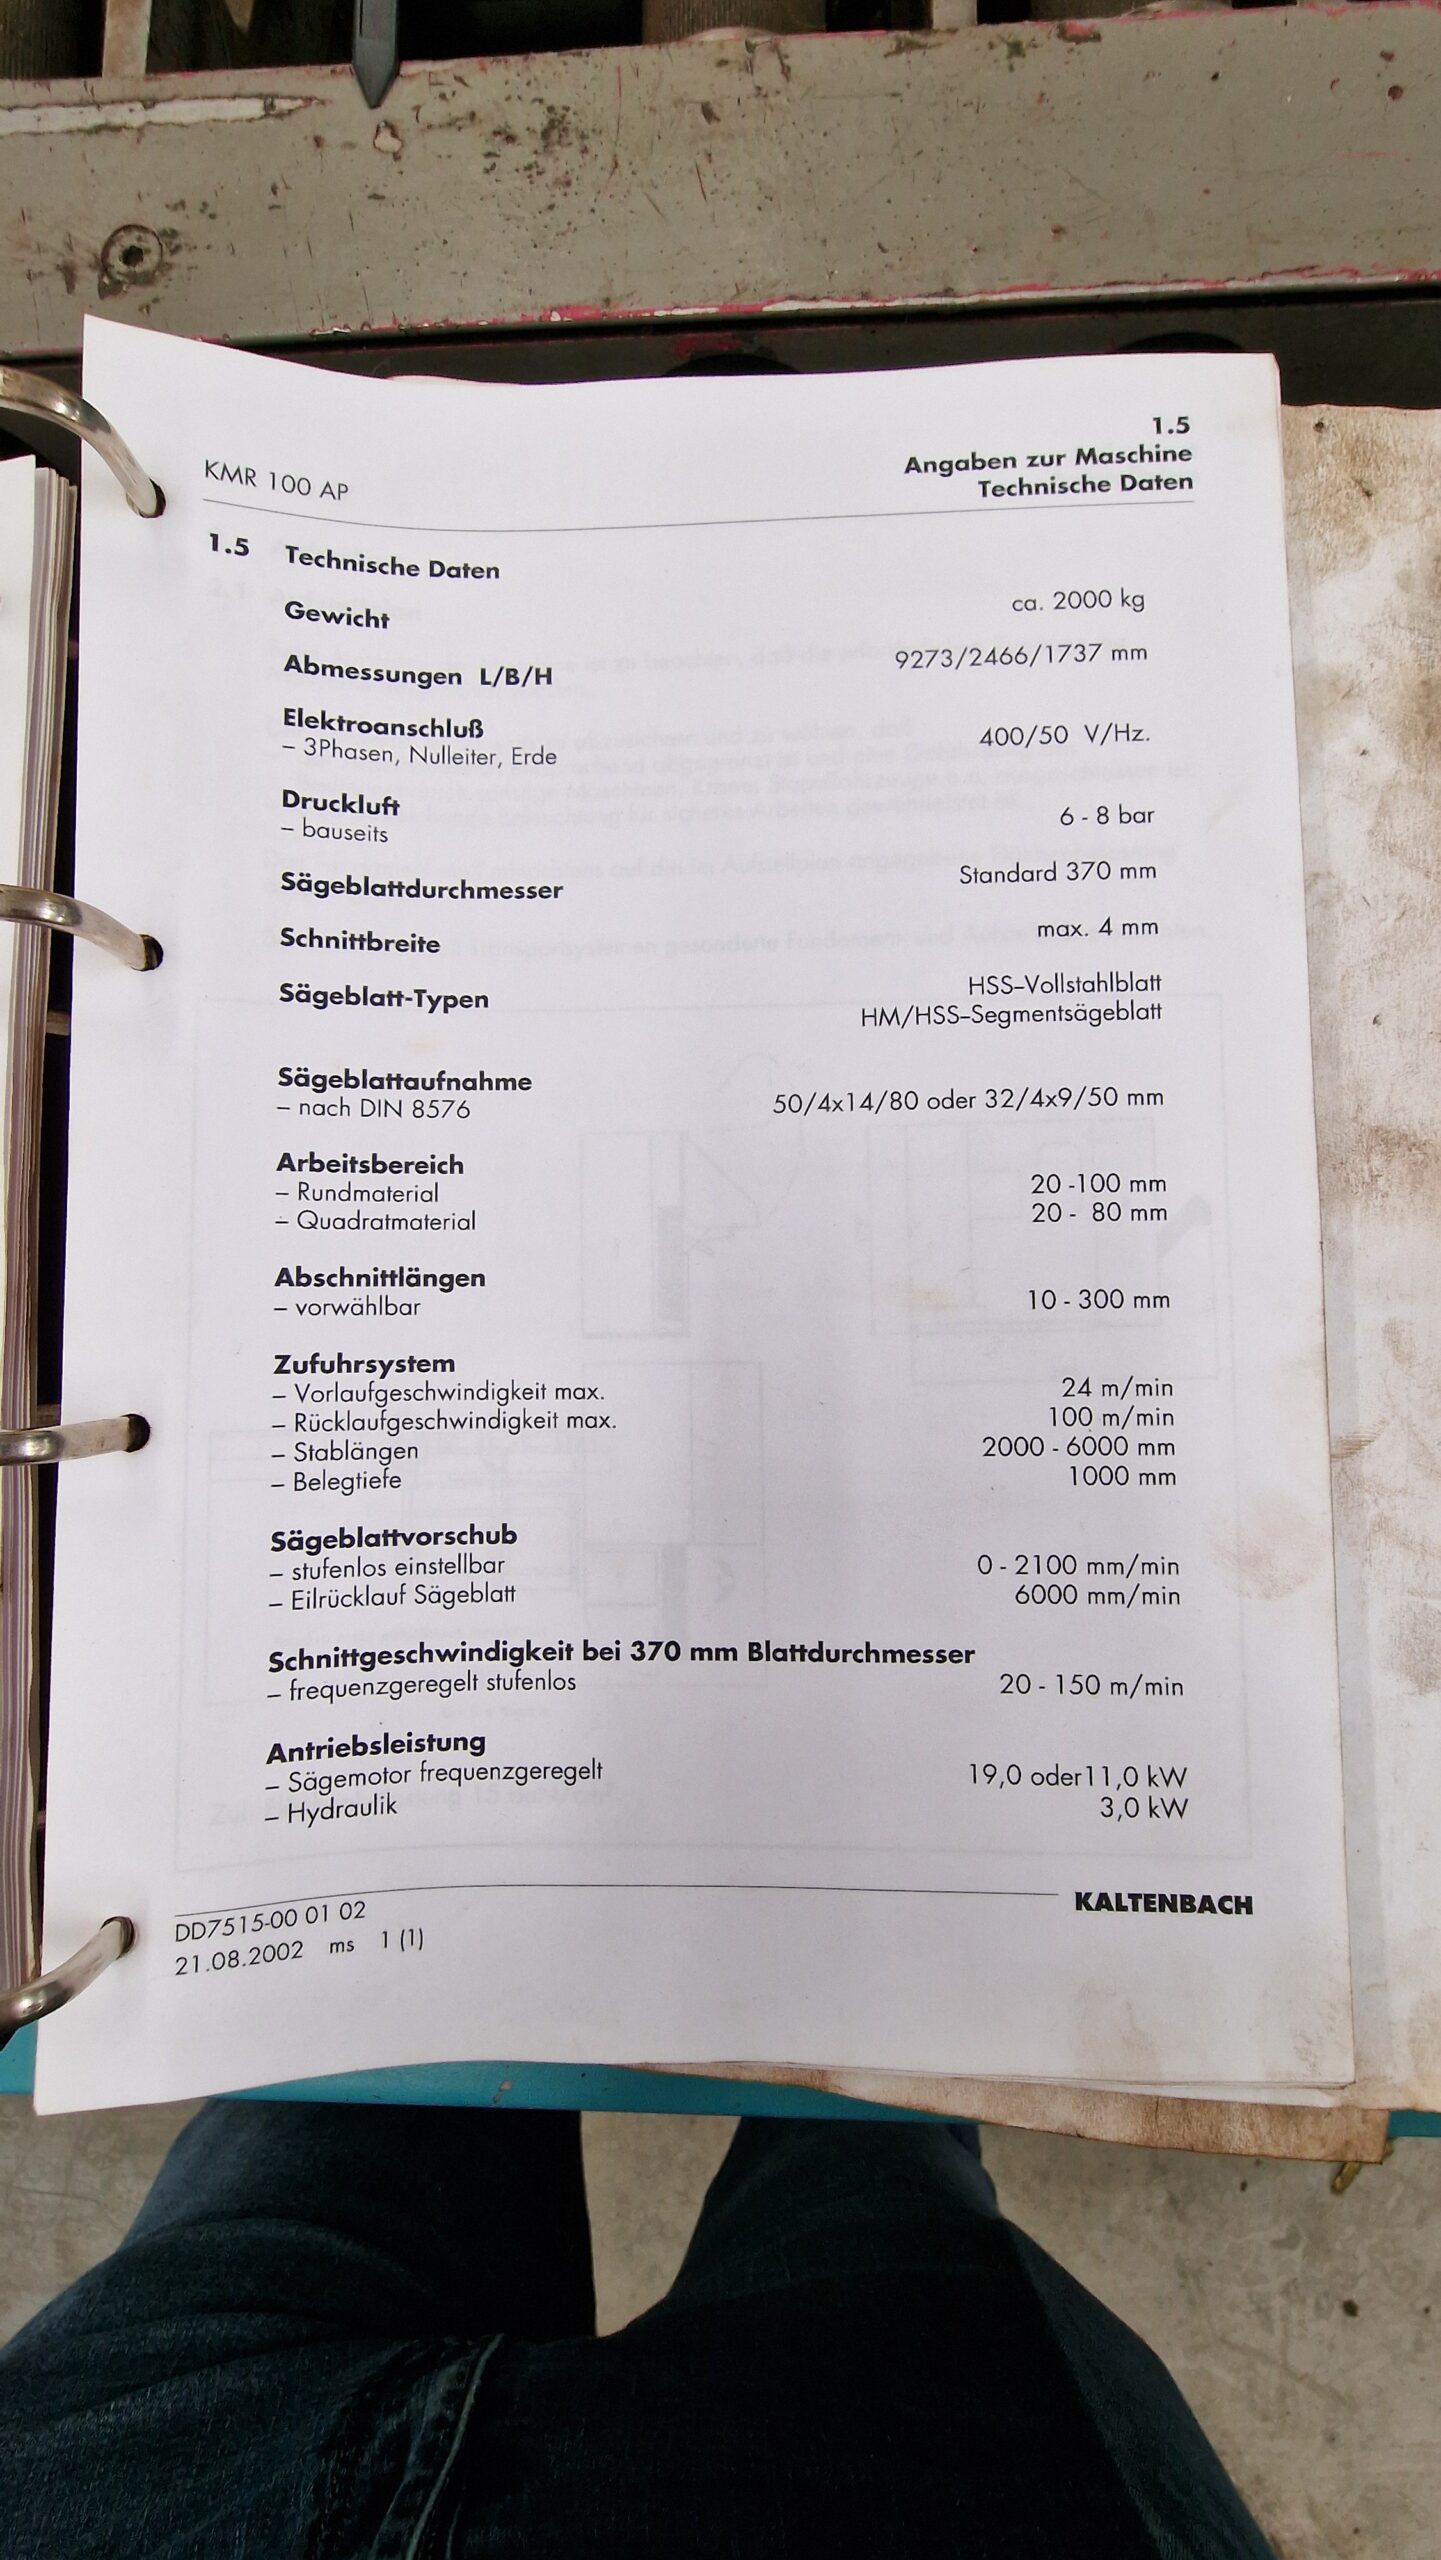 KMR 100 AP
1.5
Angaben zur Maschine
Technische Daten
1.5 Technische Daten
Gewicht ca. 2000 kg
Abmessungen L/B/H 9273/2466/1737 mm
Elektroanschluß
– 3Phasen, Nulleiter, Erde 400/50 V/Hz.
Druckluft
– bauseits 6 - 8 bar
Sägeblattdurchmesser Standard 370 mm
Schnittbreite max. 4 mm
Sägeblatt-Typen HSS–Vollstahlblatt
HM/HSS–Segmentsägeblatt
Sägeblattaufnahme
– nach DIN 8576 50/4x14/80 oder 32/4x9/50 mm
Arbeitsbereich
– Rundmaterial 20 -100 mm
– Quadratmaterial 20 - 80 mm
Abschnittlängen
– vorwählbar 10 - 300 mm
Zufuhrsystem
– Vorlaufgeschwindigkeit max. 24 m/min
– Rücklaufgeschwindigkeit max. 100 m/min
– Stablängen 2000 - 6000 mm
– Belegtiefe 1000 mm
Sägeblattvorschub
– stufenlos einstellbar 0 - 2100 mm/min
– Eilrücklauf Sägeblatt 6000 mm/min
Schnittgeschwindigkeit bei 370 mm Blattdurchmesser
– frequenzgeregelt stufenlos 20 - 150 m/min
Antriebsleistung
– Sägemotor frequenzgeregelt 19,0 oder11,0 kW
– Hydraulik 3,0 kW
DD7515-00 01 02
21.08.2002 ms 1 (1)
KALTENBACH